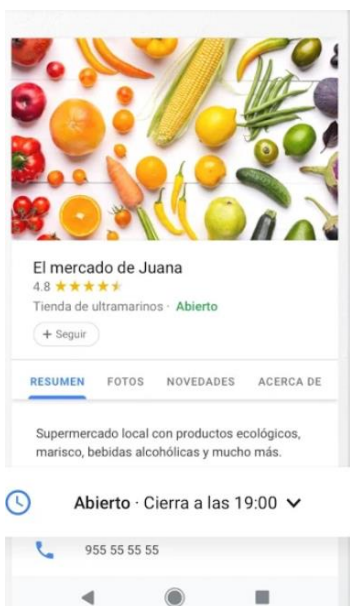 El mercado de Juana
4.8
Tienda de ultramarinos · Abierto
+ Seguir
RESUMEN FOTOS NOVEDADES ACERCA DE
Supermercado local con productos ecológicos,
marisco, bebidas alcohólicas y mucho más.
Abierto · Cierra a las 19:00
955 55 55 55